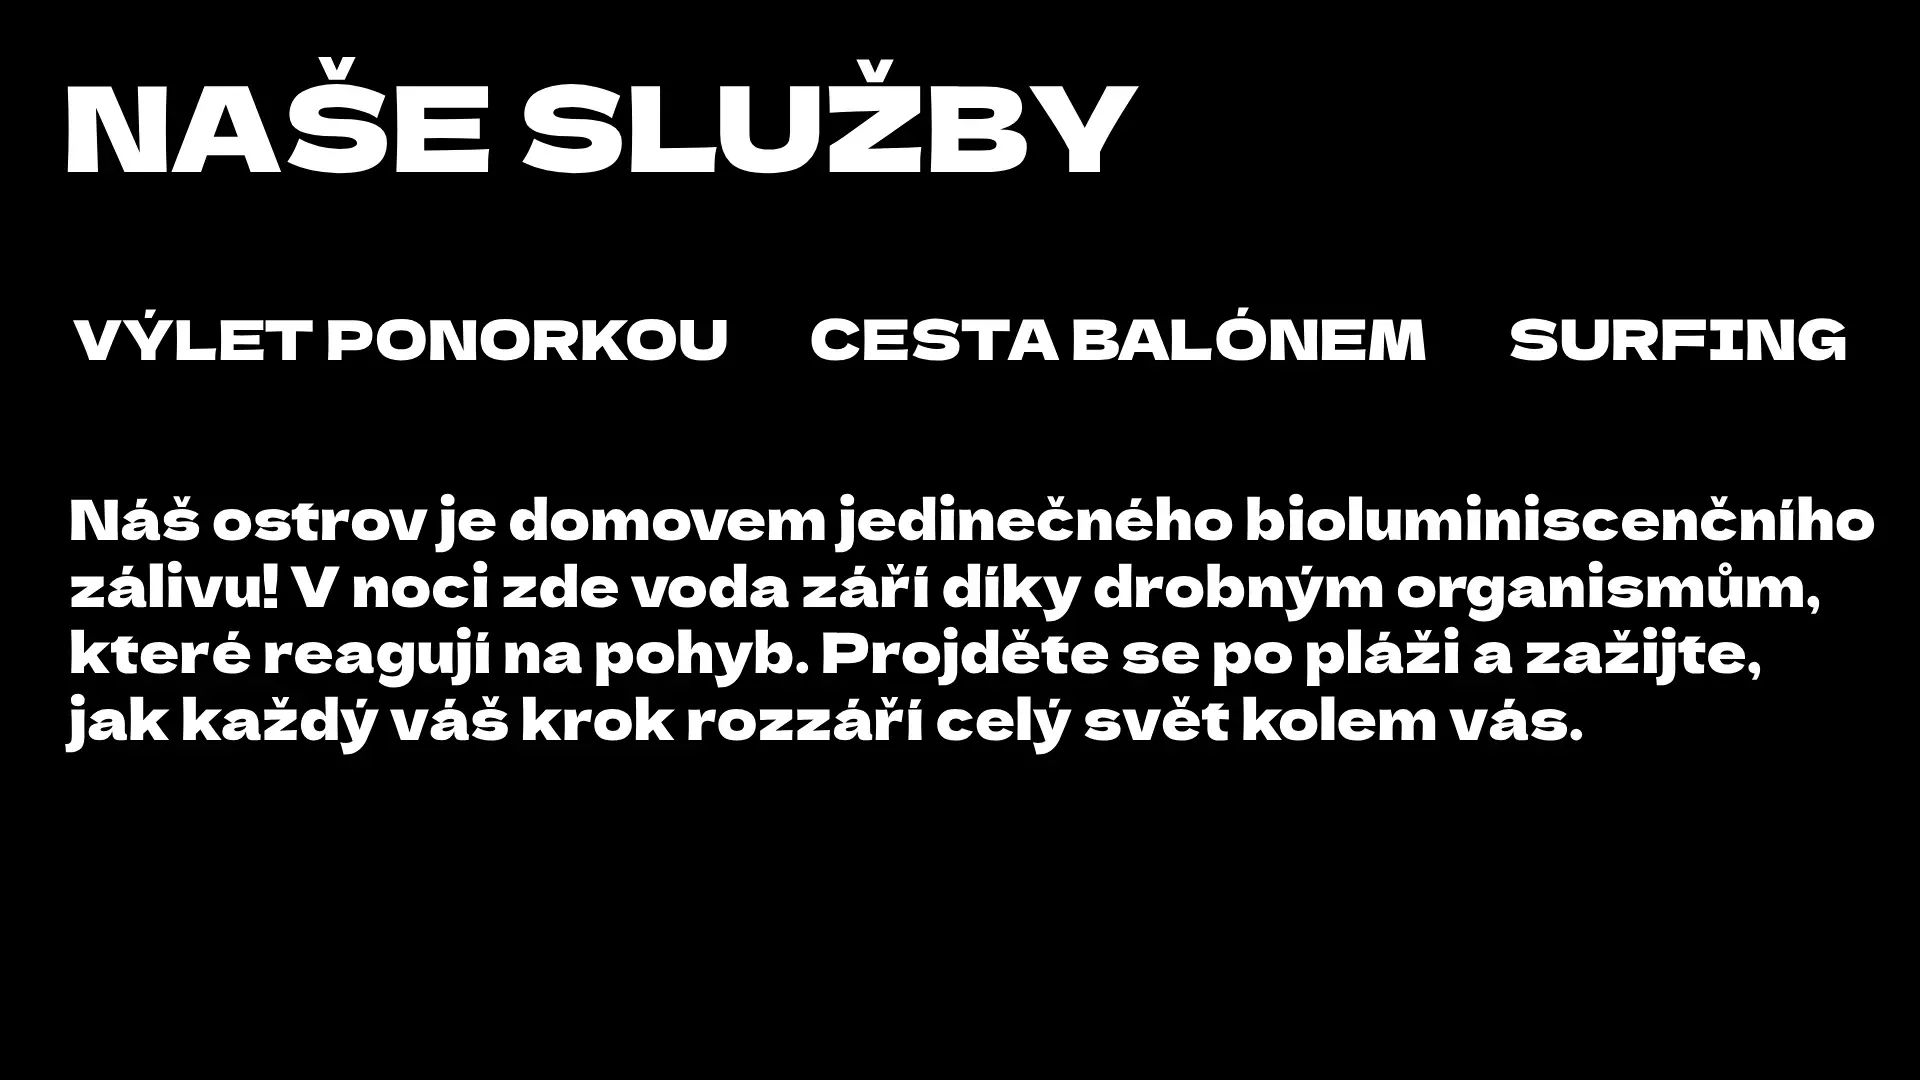 NAŠE SLUŽBY
VÝLET PONORKOU CESTA BALÓNEM SURFING
Náš ostrov je domovem jedinečného bioluminiscenčního
zálivu! V noci zde voda září díky drobným organismům,
které reagují na pohyb. Projděte se po pláži a zažijte,
jak každý váš krok rozzáří celý svět kolem vás.